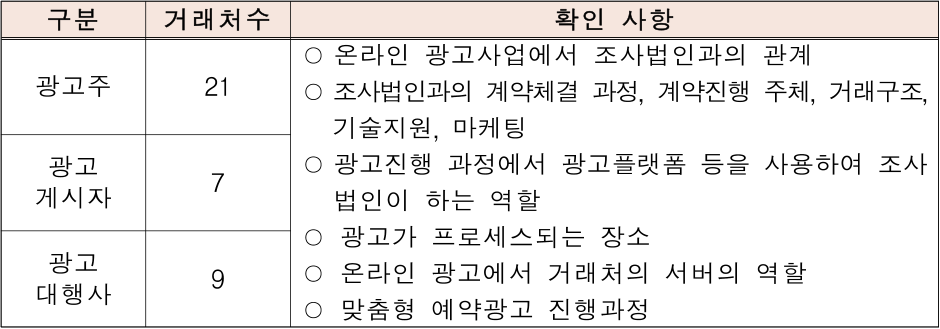 구분 거래처수 확인 사항
광고주 21
광고
게시자 7
광고
대행사 9
○ 온라인 광고사업에서 조사법인과의 관계
○ 조사법인과의 계약체결 과정, 계약진행 주체, 거래구조,
기술지원, 마케팅
○ 광고진행 과정에서 광고플랫폼 등을 사용하여 조사
법인이 하는 역할
○ 광고가 프로세스되는 장소
○ 온라인 광고에서 거래처의 서버의 역할
○ 맞춤형 예약광고 진행과정